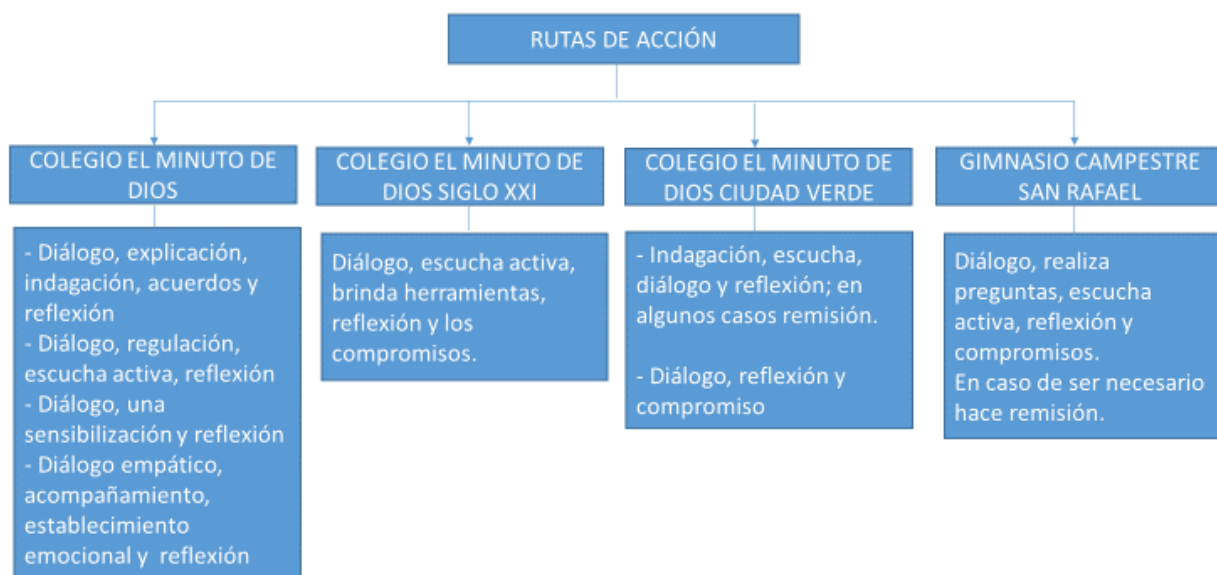 RUTAS DE ACCIÓN
COLEGIO EL MINUTO DE
DIOS
- Diálogo, explicación,
indagación, acuerdos y
reflexión
- Diálogo, regulación,
escucha activa, reflexión
- Diálogo, una
sensibilización y reflexión
- Diálogo empático,
acompañamiento,
establecimiento
emocional y reflexión
COLEGIO EL MINUTO DE
DIOS SIGLO XXI
Diálogo, escucha activa,
brinda herramientas,
reflexión y los
compromisos.
COLEGIO EL MINUTO DE
DIOS CIUDAD VERDE
- Indagación, escucha,
diálogo y reflexión; en
algunos casos remisión.
- Diálogo, reflexión y
compromiso
GIMNASIO CAMPESTRE
SAN RAFAEL
Diálogo, realiza
preguntas, escucha
activa, reflexión y
compromisos.
En caso de ser necesario
hace remisión.